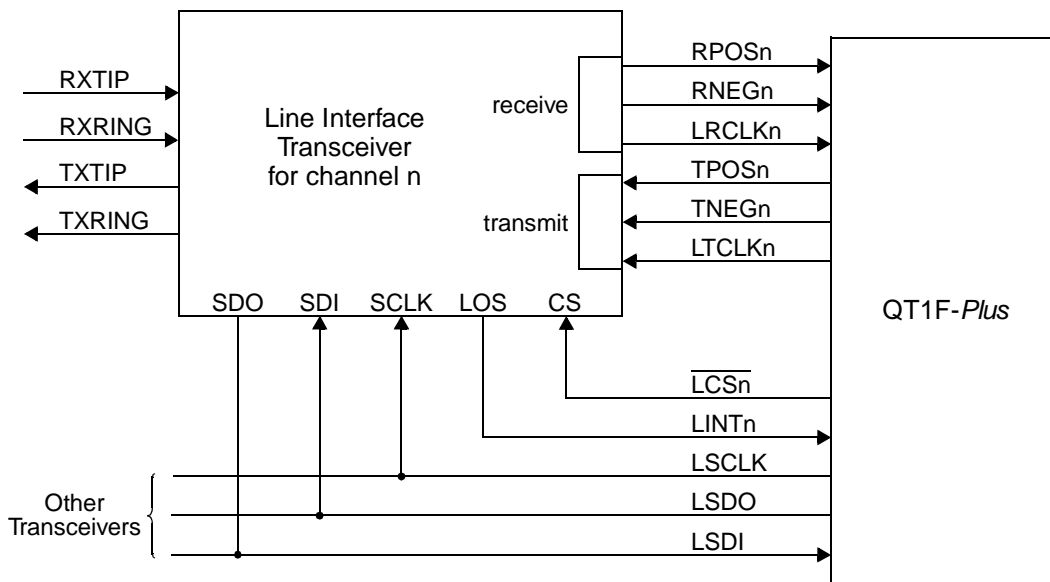 RXTIP
RXRING
TXTIP
TXRING
Line Interface
Transceiver
for channel n
receive
transmit
SDO SDI SCLK LOS CS
RPOSn
RNEGn
LRCLKn
TPOSn
TNEGn
LTCLKn
QT1F-Plus
LCSn
LINTn
LSCLK
LSDO
LSDI
Other
Transceivers